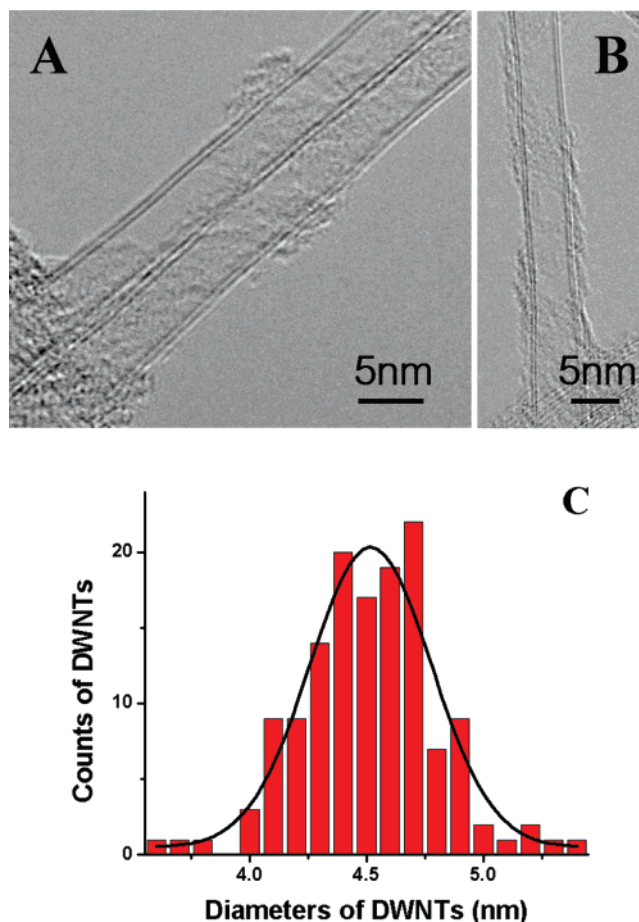 A
B
5nm
5nm
C
20
10
0
Counts of DWNTs
4.0
4.5
5.0
Diameters of DWNTs (nm)